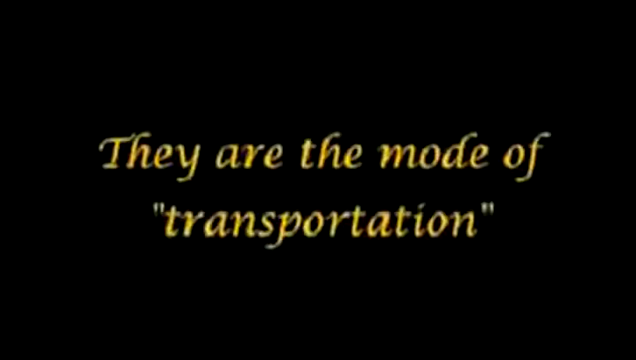 They are the mode of
"transportation"